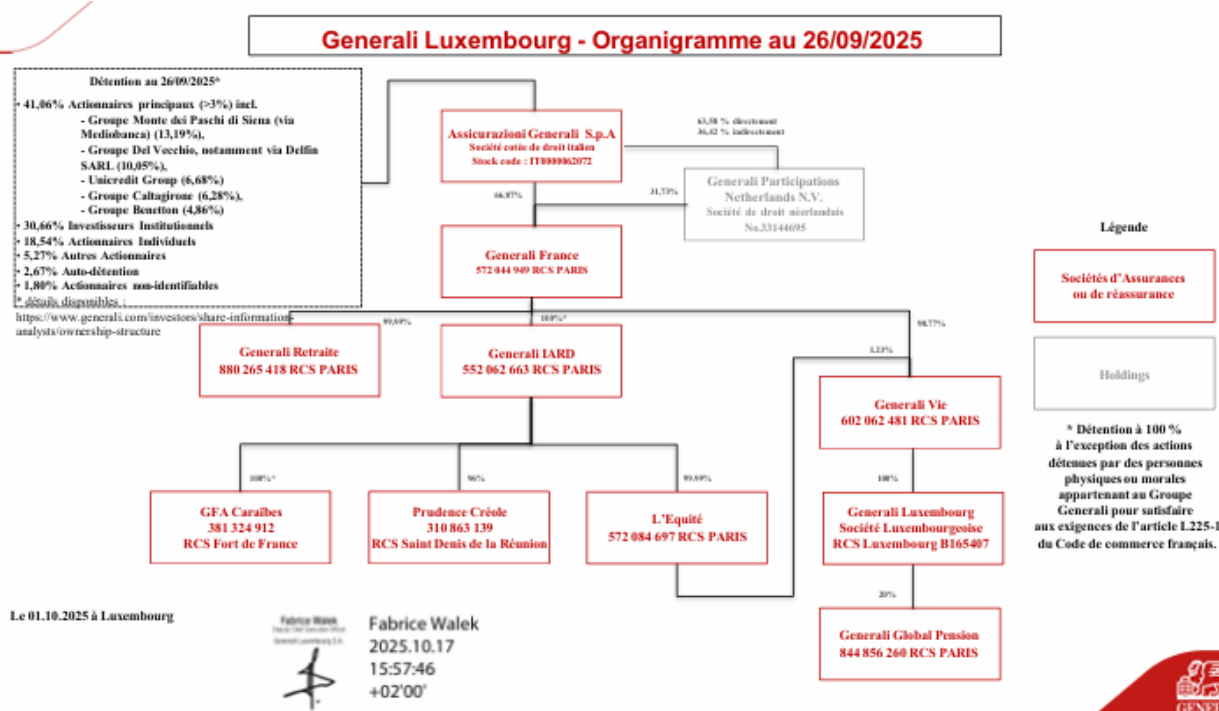 Generali Luxembourg - Organigramme au 26/09/2025
Détention au 26/09/2025*
• 41,06% Actionnaires principaux (>3%) incl.
- Groupe Monte dei Paschi di Siena (via
Mediobanca) (13,19%),
- Groupe Del Vecchio, notamment via Delfin
SARL (10,05%),
- Unicredit Group (6,68%)
- Groupe Caltagirone (6,28%),
- Groupe Benetton (4,86%)
• 30,66% Investisseurs Institutionnels
• 18,54% Actionnaires Individuels
• 5,27% Autres Actionnaires
• 2,67% Auto-détention
• 1,80% Actionnaires non-identifiables
* détails disponibles :
https://www.generali.com/investors/share-information-
analysts/ownership-structure
Assicurazioni Generali S.p.A
Société cotée de droit italien
Stock code : IT0000062072
63,58 % directement
36,42 % indirectement
Generali Participations
Netherlands N.V.
Société de droit néerlandais
No.33144695
66,87%
31,73%
Generali France
572 044 949 RCS PARIS
99,99%
100%*
98,77%
1,23%
Generali Retraite
880 265 418 RCS PARIS
Generali IARD
552 062 663 RCS PARIS
Generali Vie
602 062 481 RCS PARIS
100%*
96%
99,99%
100%
GFA Caraïbes
381 324 912
RCS Fort de France
Prudence Créole
310 863 139
RCS Saint Denis de la Réunion
L'Equité
572 084 697 RCS PARIS
Generali Luxembourg
Société Luxembourgeoise
RCS Luxembourg B165407
20%
Generali Global Pension
844 856 260 RCS PARIS
Légende
Sociétés d'Assurances
ou de réassurance
Holdings
* Détention à 100 %
à l'exception des actions
détenues par des personnes
physiques ou morales
appartenant au Groupe
Generali pour satisfaire
aux exigences de l'article L225-1
du Code de commerce français.
Le 01.10.2025 à Luxembourg
Fabrice Walek
Deputy Chief Executive Officer
Generali Luxembourg S.A.
Fabrice Walek
2025.10.17
15:57:46
+02'00'